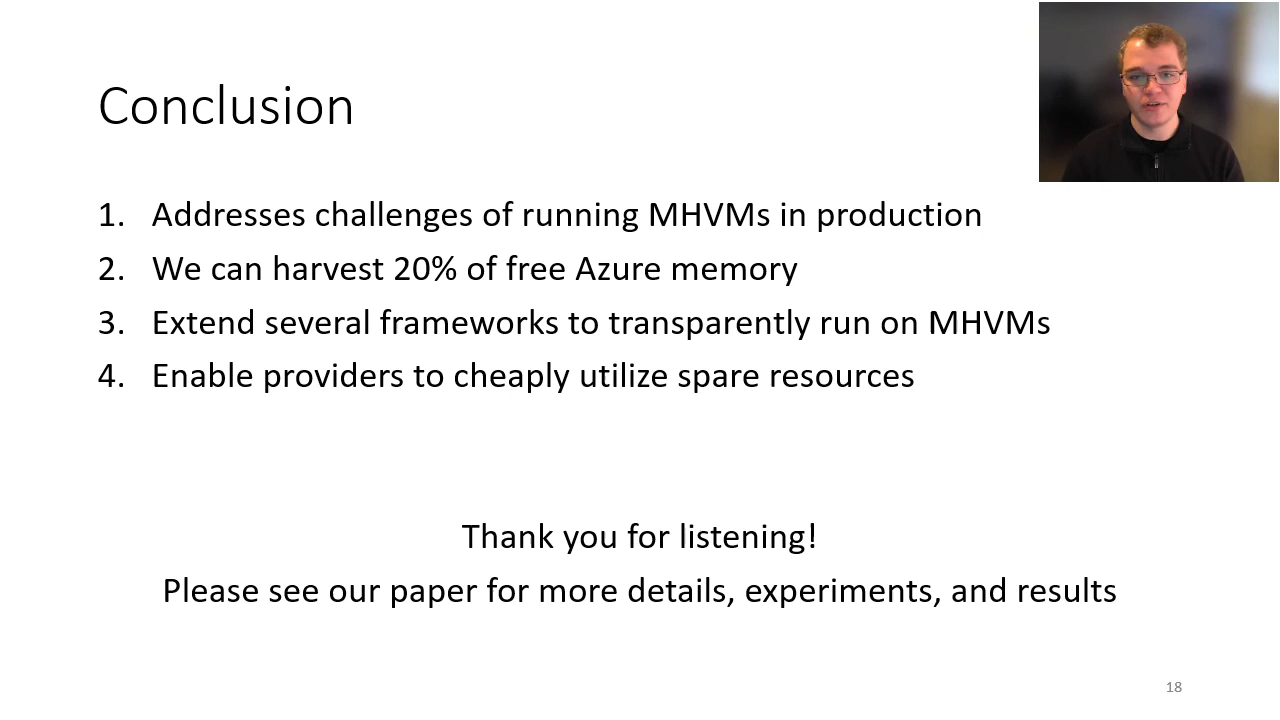 Conclusion
1. Addresses challenges of running MHVMs in production
2. We can harvest 20% of free Azure memory
3. Extend several frameworks to transparently run on MHVMs
4. Enable providers to cheaply utilize spare resources
Thank you for listening!
Please see our paper for more details, experiments, and results
18